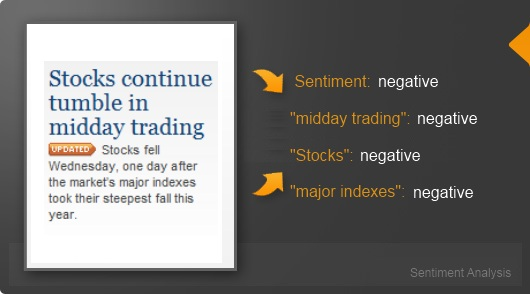 Stocks continue
tumble in
midday trading
UPDATED Stocks fell
Wednesday, one day after
the market's major indexes
took their steepest fall this
year.
Sentiment: negative
"midday trading": negative
"Stocks": negative
"major indexes": negative
Sentiment Analysis